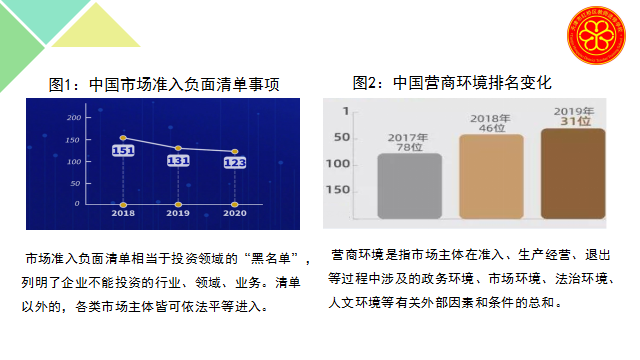 图1：中国市场准入负面清单事项
200
150
100
50
0
151
131
123
2018
2019
2020
市场准入负面清单相当于投资领域的“黑名单”，
列明了企业不能投资的行业、领域、业务。清单
以外的，各类市场主体皆可依法平等进入。
图2：中国营商环境排名变化
1
50
100
150
2017年
78位
2018年
46位
2019年
31位
营商环境是指市场主体在准入、生产经营、退出
等过程中涉及的政务环境、市场环境、法治环境、
人文环境等有关外部因素和条件的总和。